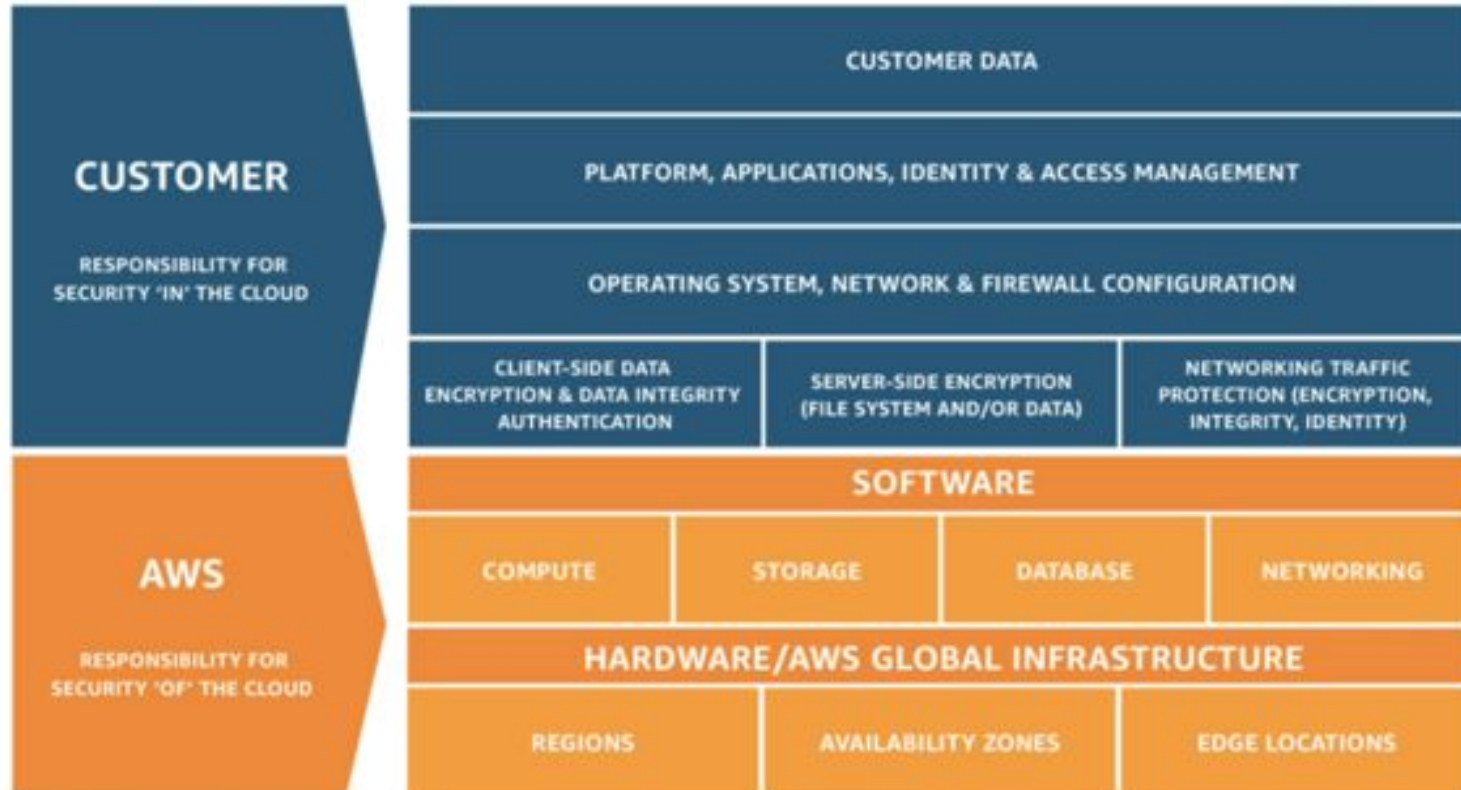 CUSTOMER
RESPONSIBILITY FOR
SECURITY ‘IN’ THE CLOUD
CUSTOMER DATA
PLATFORM, APPLICATIONS, IDENTITY & ACCESS MANAGEMENT
OPERATING SYSTEM, NETWORK & FIREWALL CONFIGURATION
CLIENT-SIDE DATA
ENCRYPTION & DATA INTEGRITY
AUTHENTICATION
SERVER-SIDE ENCRYPTION
(FILE SYSTEM AND/OR DATA)
NETWORKING TRAFFIC
PROTECTION (ENCRYPTION,
INTEGRITY, IDENTITY)
AWS
RESPONSIBILITY FOR
SECURITY ‘OF’ THE CLOUD
SOFTWARE
COMPUTE
STORAGE
DATABASE
NETWORKING
HARDWARE/AWS GLOBAL INFRASTRUCTURE
REGIONS
AVAILABILITY ZONES
EDGE LOCATIONS